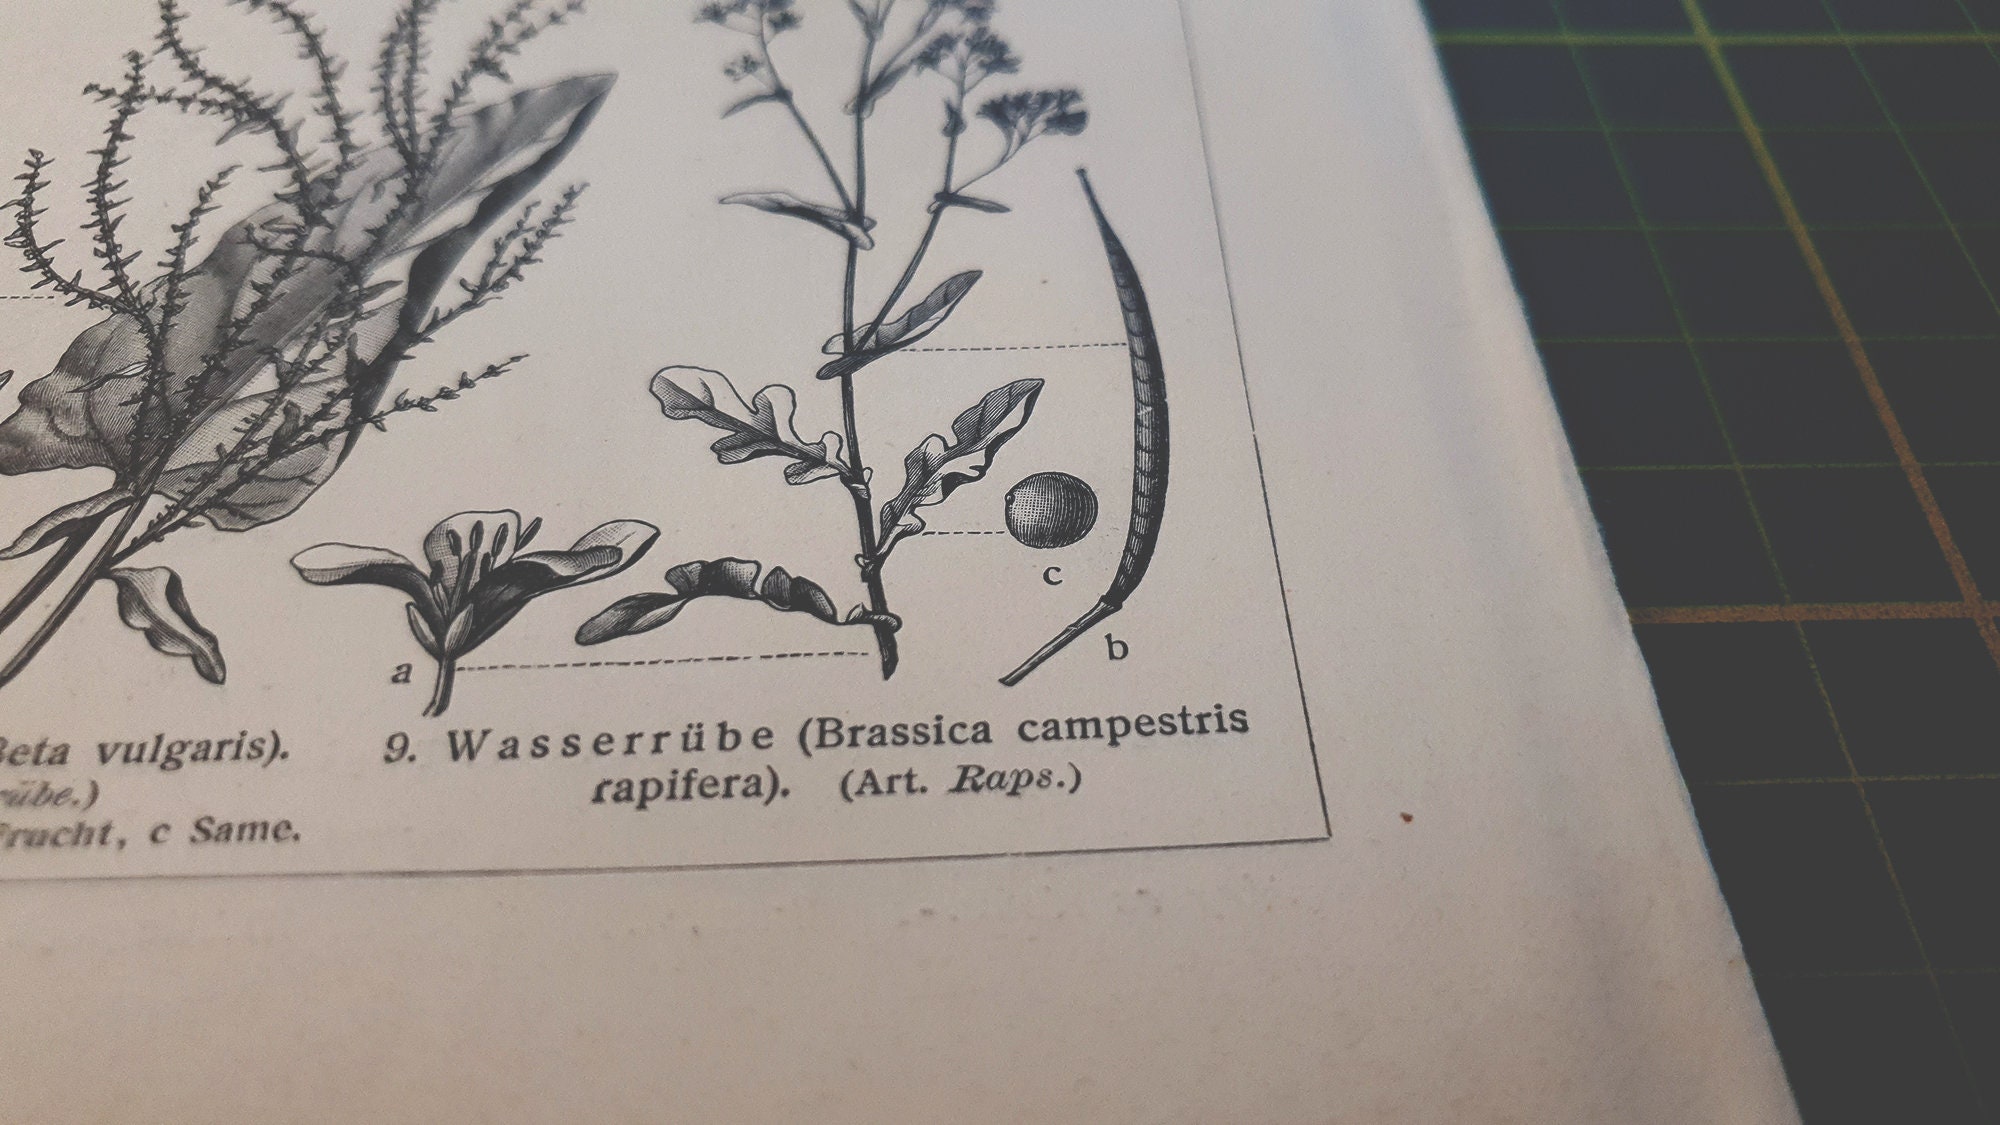 a
c
b
Beta vulgaris).
rübe.)
Frucht, c Same.
9. Wasserrübe (Brassica campestris
rapifera). (Art. Raps.)